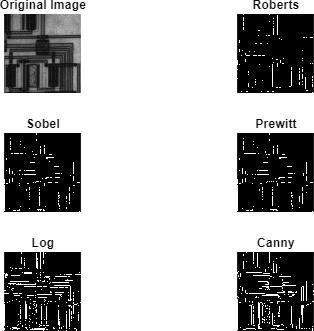 Original Image
Roberts
Sobel
Prewitt
Log
Canny